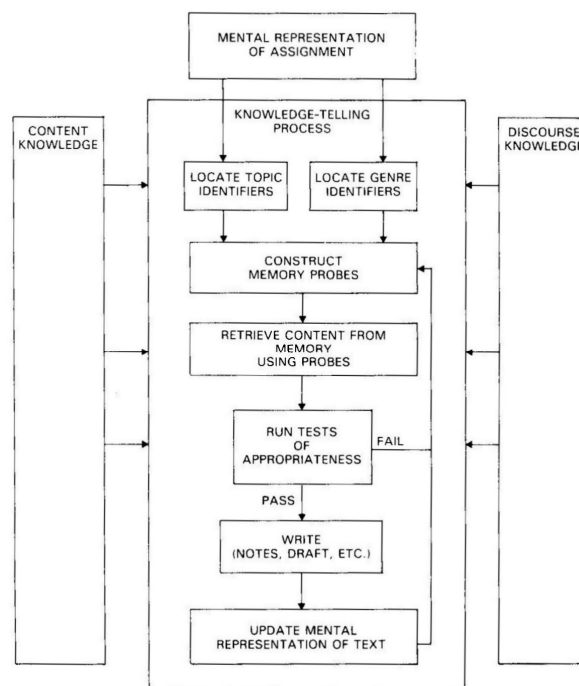 MENTAL REPRESENTATION
OF ASSIGNMENT
CONTENT
KNOWLEDGE
KNOWLEDGE-TELLING
PROCESS
DISCOURSE
KNOWLEDGE
LOCATE TOPIC
IDENTIFIERS
LOCATE GENRE
IDENTIFIERS
CONSTRUCT
MEMORY PROBES
RETRIEVE CONTENT FROM
MEMORY
USING PROBES
RUN TESTS
OF
APPROPRIATENESS
FAIL
PASS
WRITE
(NOTES, DRAFT, ETC.)
UPDATE MENTAL
REPRESENTATION OF TEXT